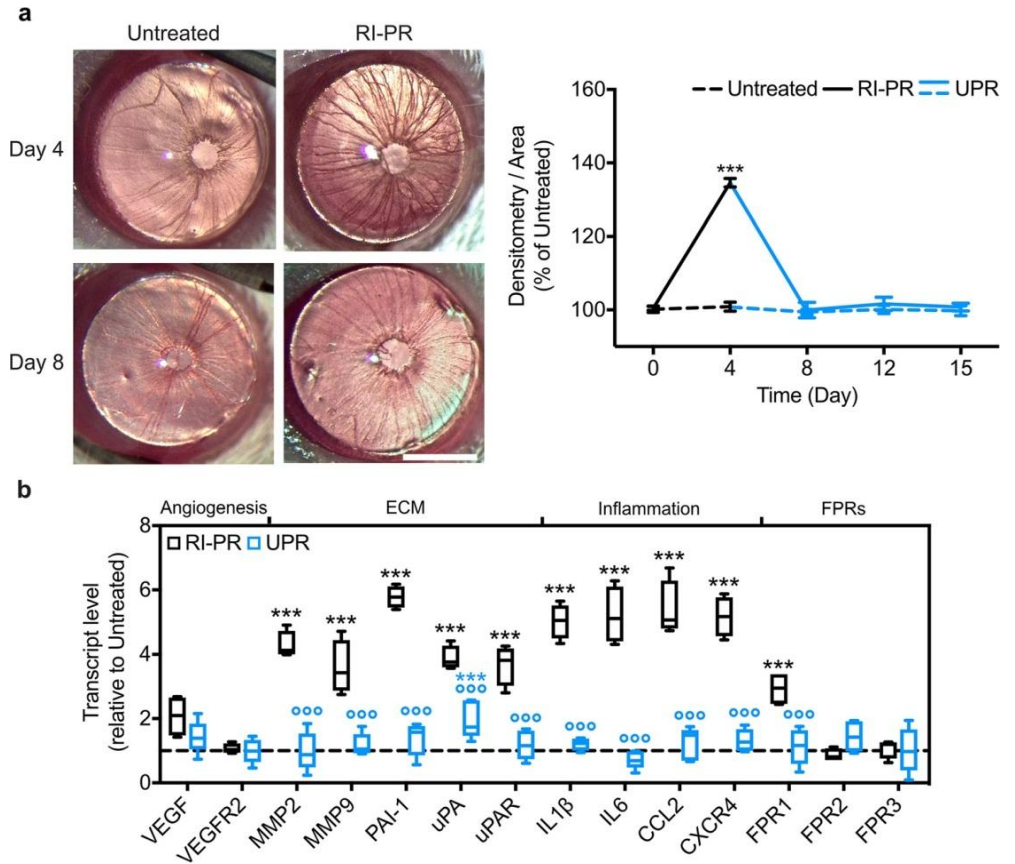 a
Untreated RI-PR
Day 4
Day 8
Densitometry / Area
(% of Untreated)
160
140
120
100
Untreated RI-PR UPR
***
0 4 8 12 15
Time (Day)
b
Angiogenesis ECM Inflammation FPRs
Transcript level
(relative to Untreated)
8
6
4
2
0
RI-PR UPR
*** *** *** *** *** *** *** *** *** ***
***
°°° °°° °°° °°° °°° °°° °°° °°° °°° °°°
VEGF VEGFR2 MMP2 MMP9 PAI-1 uPA uPAR IL1β IL6 CCL2 CXCR4 FPR1 FPR2 FPR3